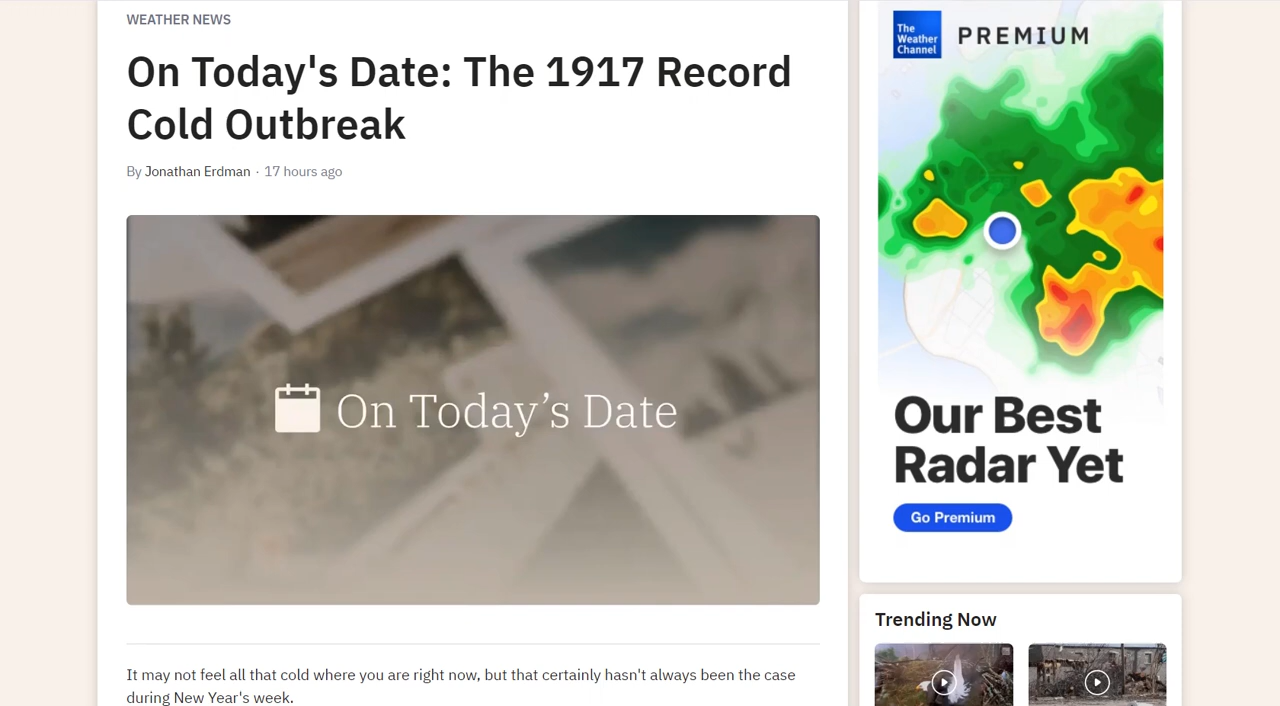 WEATHER NEWS
On Today's Date: The 1917 Record
Cold Outbreak
By Jonathan Erdman · 17 hours ago
On Today’s Date
It may not feel all that cold where you are right now, but that certainly hasn't always been the case
during New Year's week.
The
Weather
Channel
PREMIUM
Our Best
Radar Yet
Go Premium
Trending Now